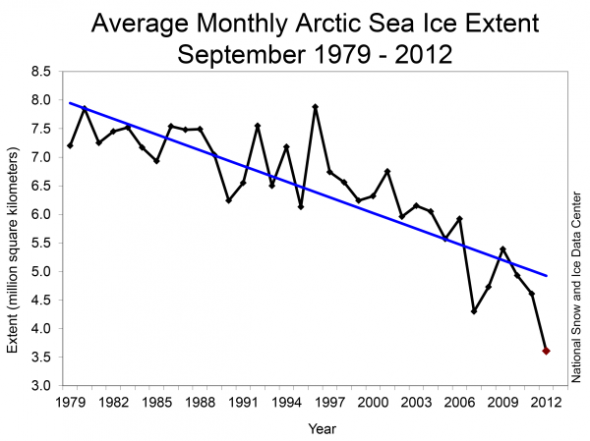 Average Monthly Arctic Sea Ice Extent
September 1979 - 2012
Extent (million square kilometers)
8.5
8.0
7.5
7.0
6.5
6.0
5.5
5.0
4.5
4.0
3.5
3.0
1979 1982 1985 1988 1991 1994 1997 2000 2003 2006 2009 2012
Year
National Snow and Ice Data Center